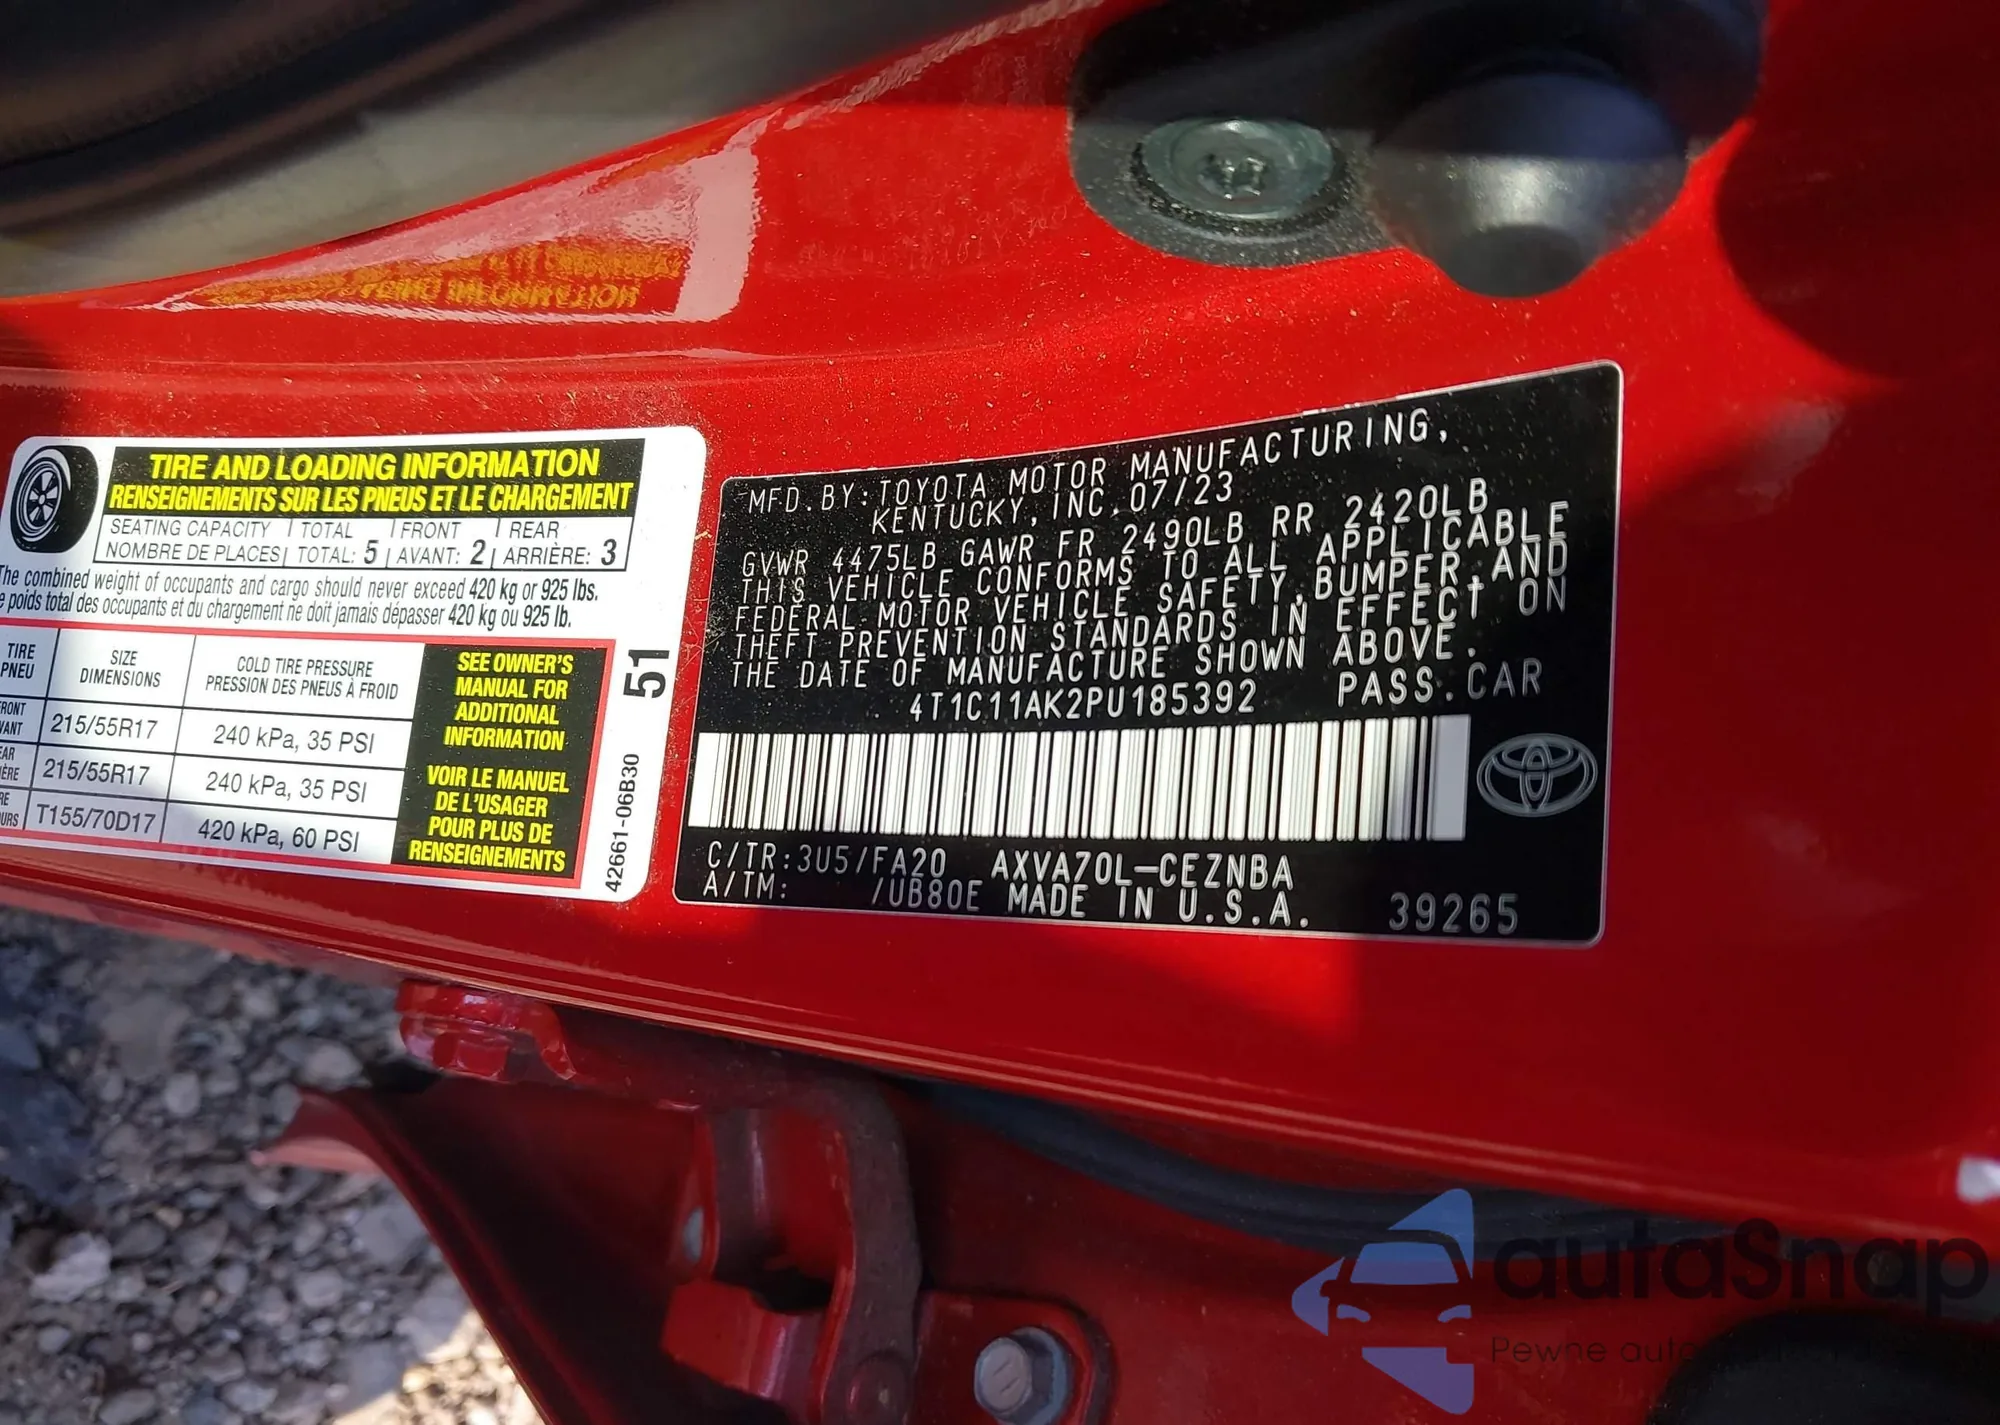 TIRE AND LOADING INFORMATION
RENSEIGNEMENTS SUR LES PNEUS ET LE CHARGEMENT
SEATING CAPACITY TOTAL FRONT REAR
NOMBRE DE PLACES TOTAL: 5 AVANT: 2 ARRIÈRE: 3
The combined weight of occupants and cargo should never exceed 420 kg or 925 lbs.
poids total des occupants et du chargement ne doit jamais dépasser 420 kg ou 925 lb.
TIRE SIZE COLD TIRE PRESSURE
PNEU DIMENSIONS PRESSION DES PNEUS À FROID
215/55R17 240 kPa, 35 PSI
215/55R17 240 kPa, 35 PSI
T155/70D17 420 kPa, 60 PSI
SEE OWNER'S
MANUAL FOR
ADDITIONAL
INFORMATION
VOIR LE MANUEL
DE L'USAGER
POUR PLUS DE
RENSEIGNEMENTS
51
42661-06B30
MFD. BY: TOYOTA MOTOR MANUFACTURING,
KENTUCKY, INC. 07/23
GVWR 4475LB GAWR FR 2490LB RR 2420LB
THIS VEHICLE CONFORMS TO ALL APPLICABLE
FEDERAL MOTOR VEHICLE SAFETY, BUMPER, AND
THEFT PREVENTION STANDARDS IN EFFECT ON
THE DATE OF MANUFACTURE SHOWN ABOVE.
4T1C11AK2PU185392 PASS. CAR
C/TR: 3U5/FA20 AXVA70L-CEZNBA
A/TM: /UB80E MADE IN U.S.A. 39265
autaSnap
Pewne